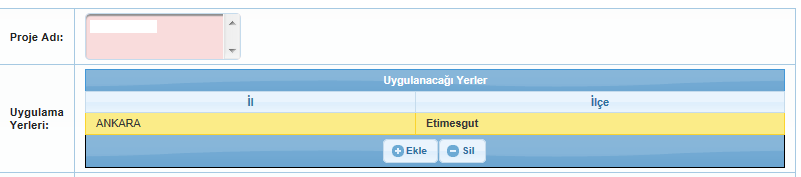 Proje Adı:
Uygulama
Yerleri:
Uygulanacağı Yerler
İl İlçe
ANKARA Etimesgut
Ekle Sil